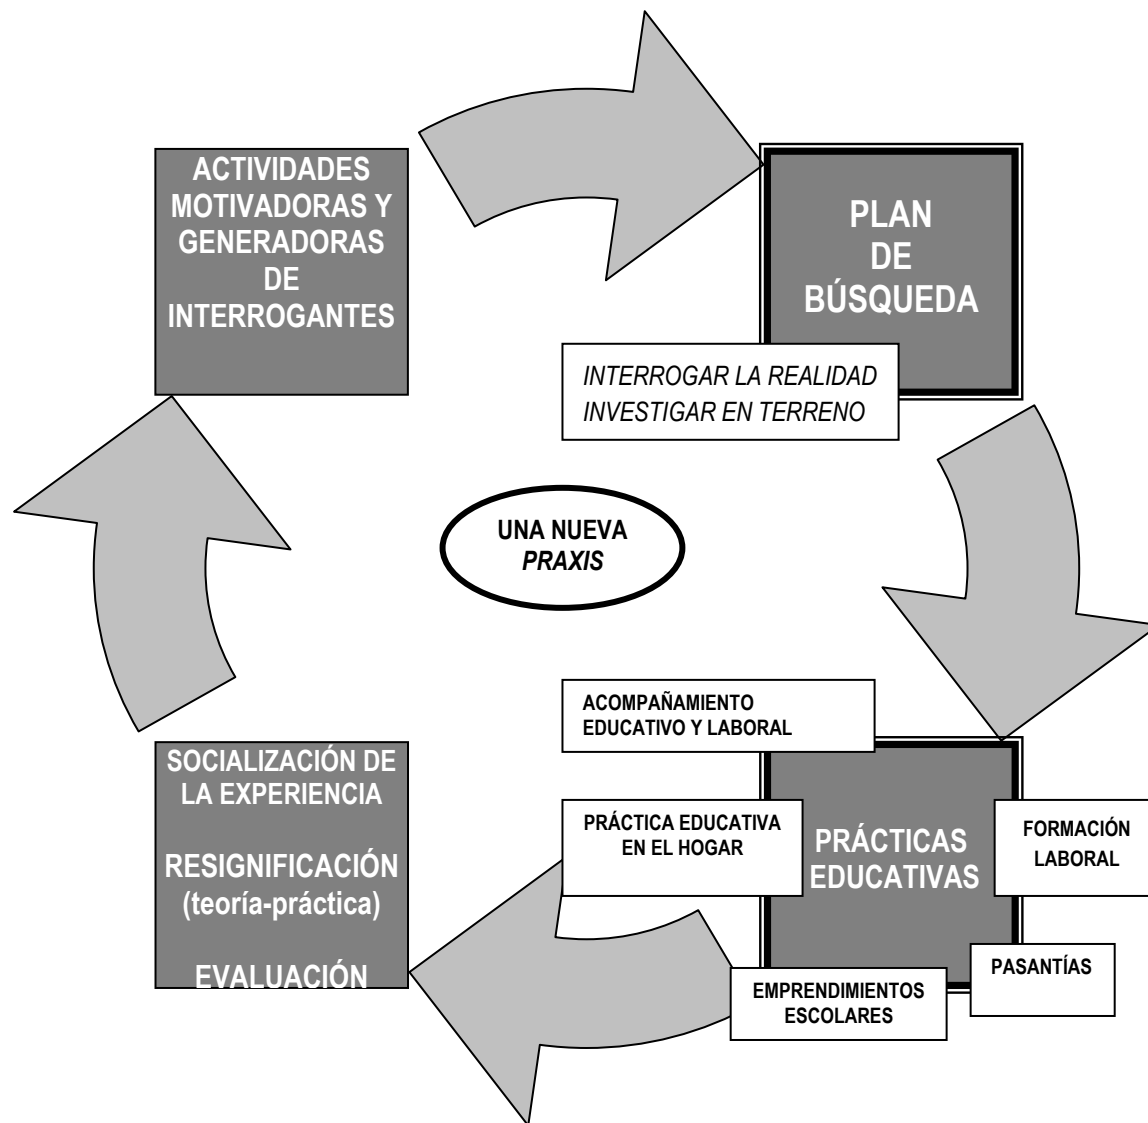 ACTIVIDADES
MOTIVADORAS Y
GENERADORAS
DE
INTERROGANTES
PLAN
DE
BÚSQUEDA
INTERROGAR LA REALIDAD
INVESTIGAR EN TERRENO
UNA NUEVA
PRAXIS
ACOMPAÑAMIENTO
EDUCATIVO Y LABORAL
PRÁCTICA EDUCATIVA
EN EL HOGAR
PRÁCTICAS
EDUCATIVAS
FORMACIÓN
LABORAL
PASANTÍAS
EMPRENDIMIENTOS
ESCOLARES
SOCIALIZACIÓN DE
LA EXPERIENCIA
RESIGNIFICACIÓN
(teoría-práctica)
EVALUACIÓN